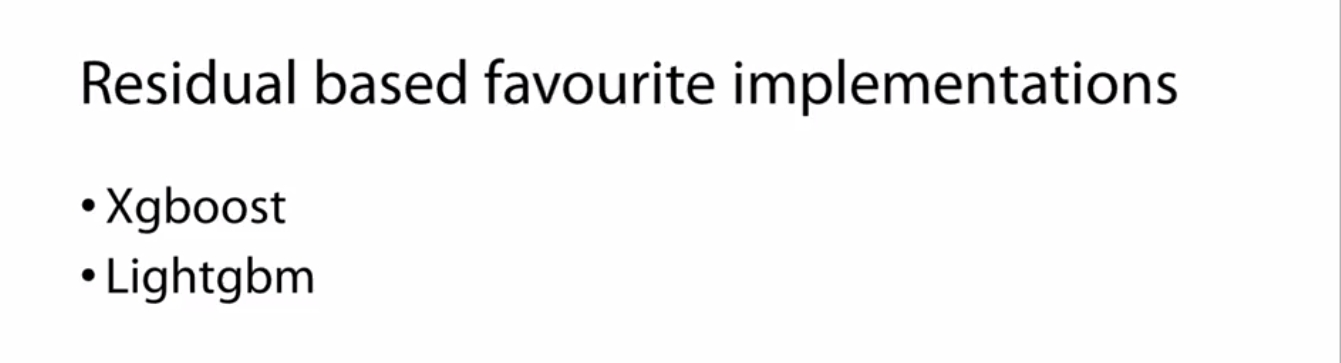 Residual based favourite implementations
• Xgboost
• Lightgbm